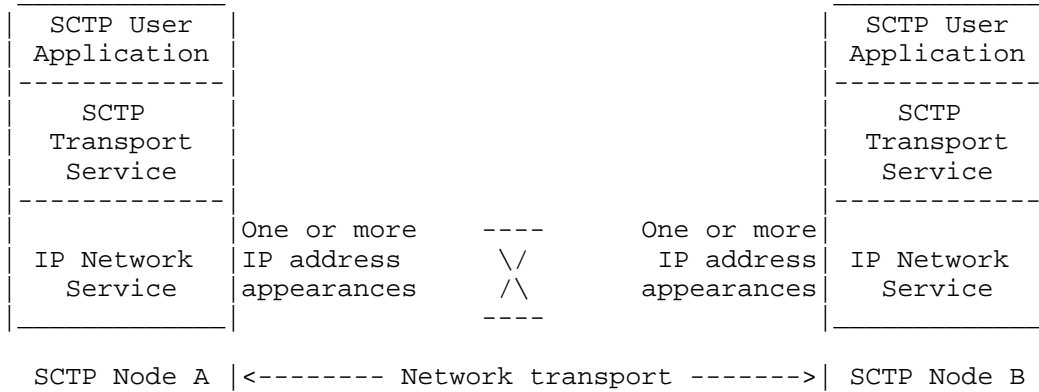 SCTP User SCTP User
Application Application
SCTP SCTP
Transport Transport
Service Service
One or more ---- One or more
IP Network IP address \/ IP address IP Network
Service appearances /\ appearances Service
----
SCTP Node A |<-------- Network transport ------->| SCTP Node B